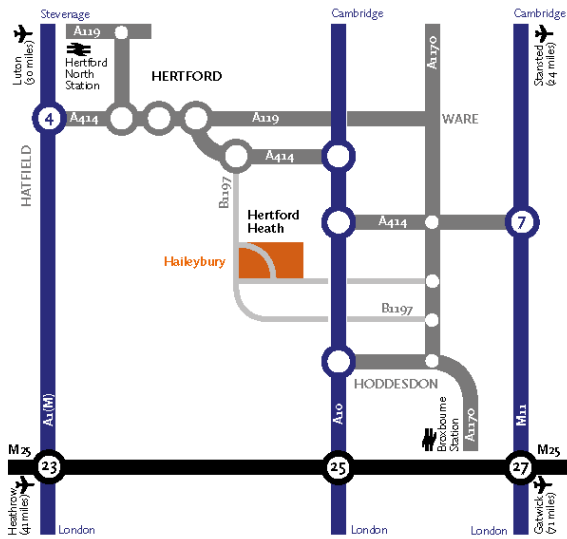 Stevenage
Cambridge
Cambridge
Luton
(30 miles)
A119
Hertford
North
Station
HERTFORD
A1170
Stansted
(24 miles)
4
A414
A119
WARE
HATFIELD
A414
B1197
Hertford
Heath
A414
7
Haileybury
B1197
HODDESDON
A1(M)
A10
Broxbourne
Station
A1170
M11
M25
23
25
27
M25
Heathrow
(41 miles)
Gatwick
(71 miles)
London
London
London